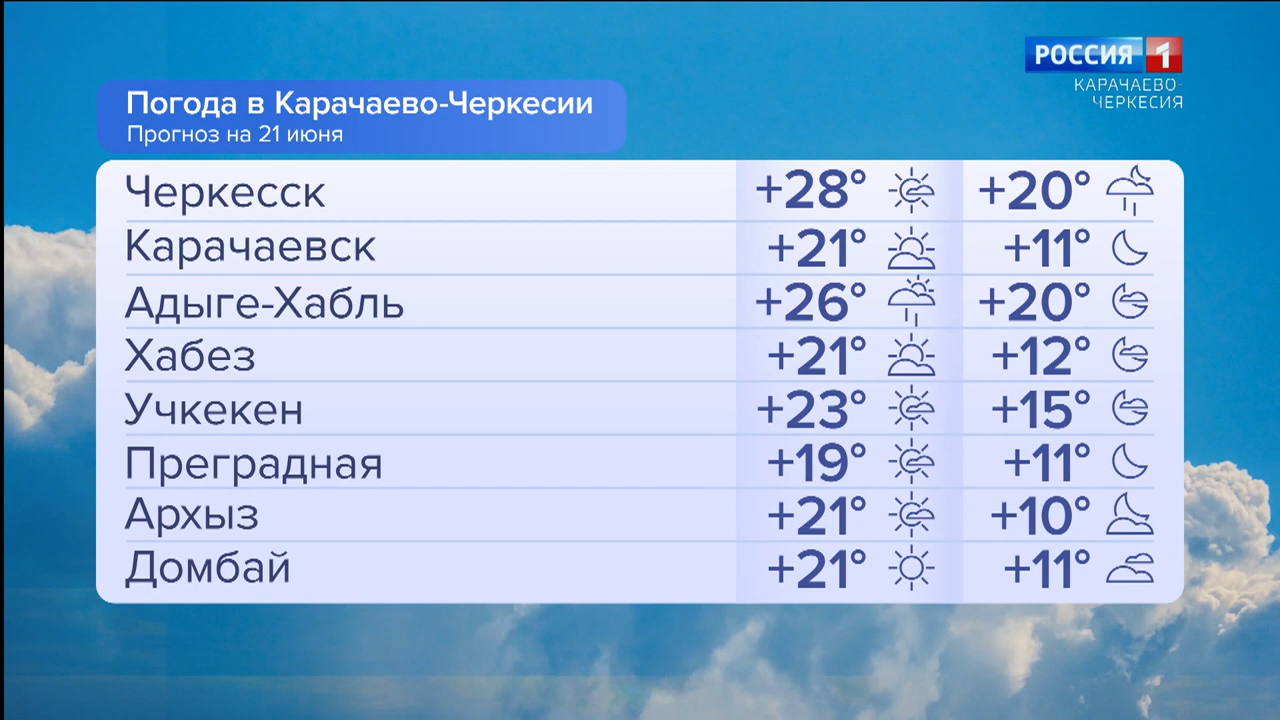 РОССИЯ 1
КАРАЧАЕВО-
ЧЕРКЕСИЯ
Погода в Карачаево-Черкесии
Прогноз на 21 июня
Черкесск +28° +20°
Карачаевск +21° +11°
Адыге-Хабль +26° +20°
Хабез +21° +12°
Учкекен +23° +15°
Преградная +19° +11°
Архыз +21° +10°
Домбай +21° +11°